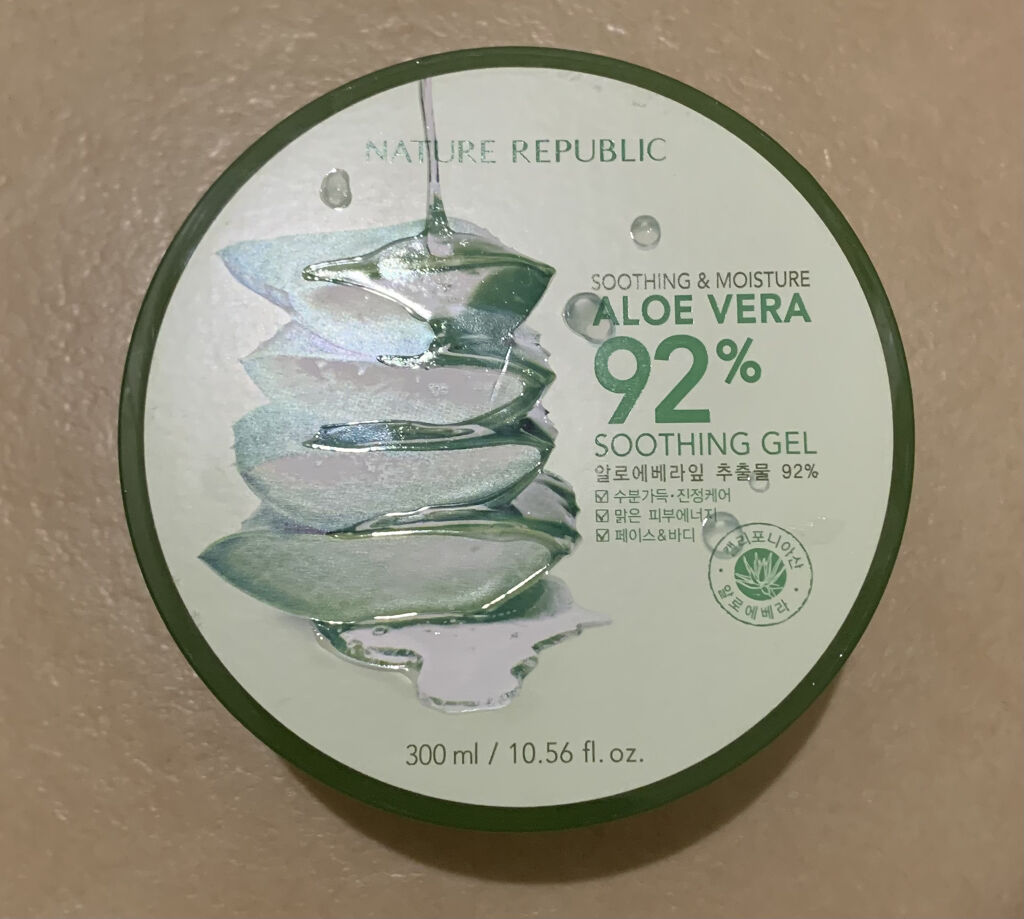 NATURE REPUBLIC
SOOTHING & MOISTURE
ALOE VERA
92%
SOOTHING GEL
알로에베라잎 추출물 92%
☑ 수분가득·진정케어
☑ 맑은 피부에너지
☑ 페이스&바디
캘리포니아산
알로에베라
300 ml / 10.56 fl. oz.